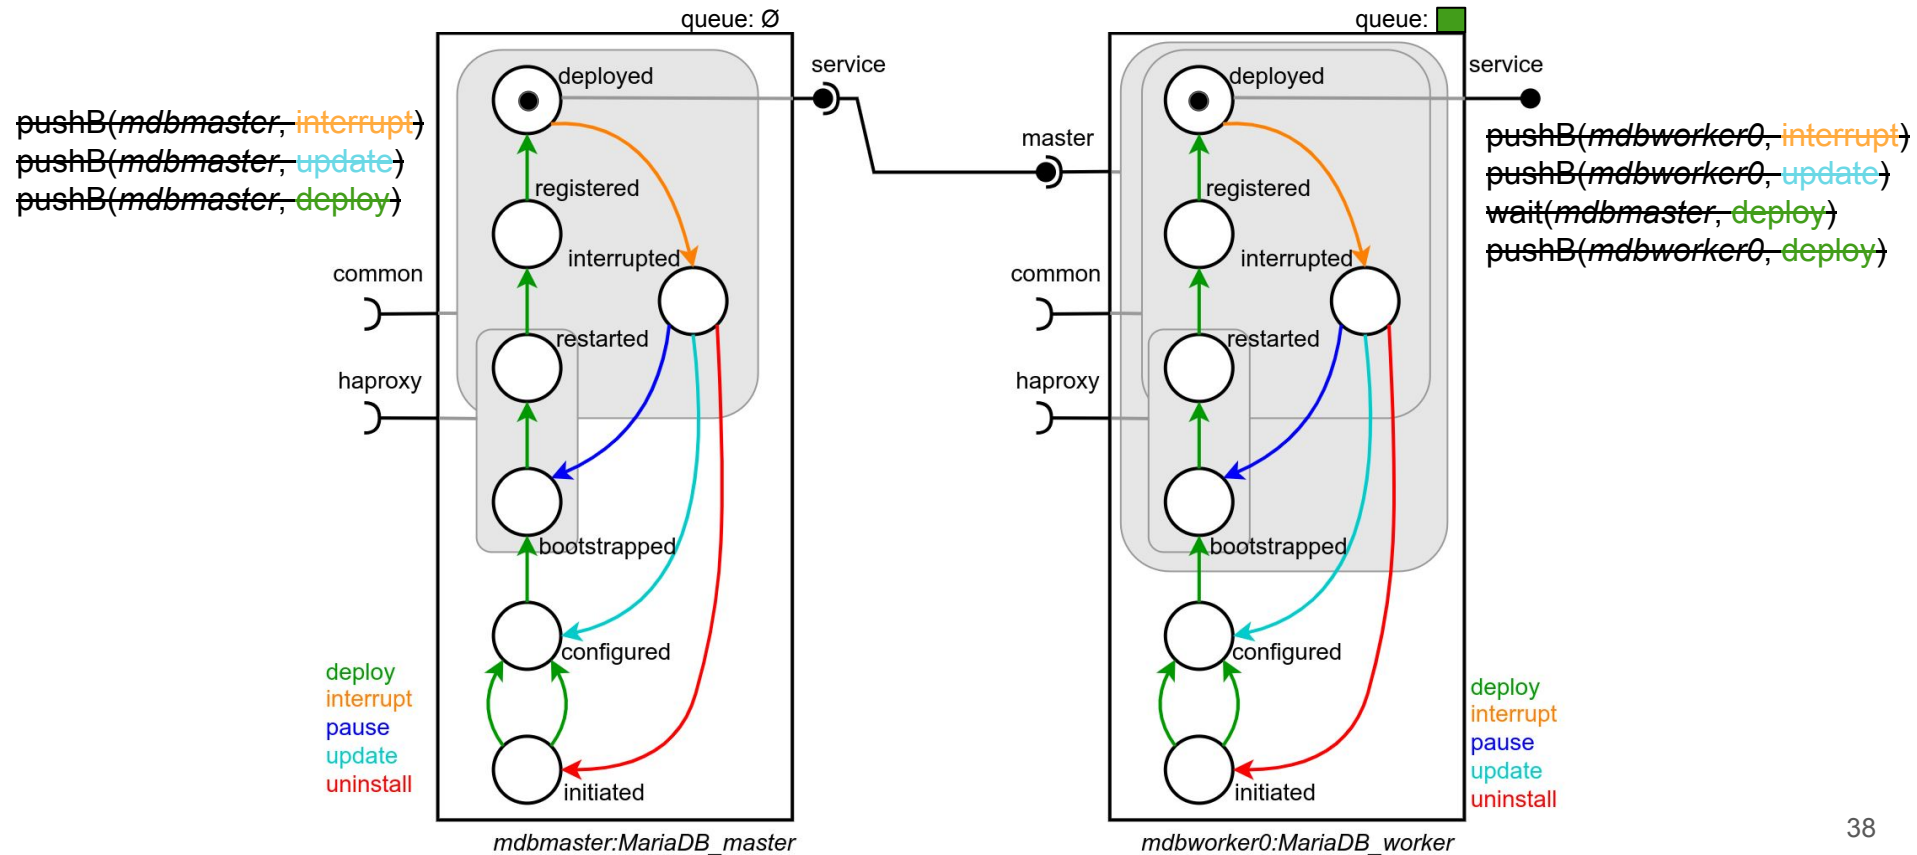 queue: Ø
service
deployed
pushB(mdbmaster, interrupt)
pushB(mdbmaster, update)
pushB(mdbmaster, deploy)
registered
interrupted
common
restarted
haproxy
bootstrapped
configured
deploy
interrupt
pause
update
uninstall
initiated
mdbmaster:MariaDB_master
queue:
service
deployed
master
pushB(mdbworker0, interrupt)
pushB(mdbworker0, update)
wait(mdbmaster, deploy)
pushB(mdbworker0, deploy)
registered
interrupted
common
restarted
haproxy
bootstrapped
configured
deploy
interrupt
pause
update
uninstall
initiated
mdbworker0:MariaDB_worker
38